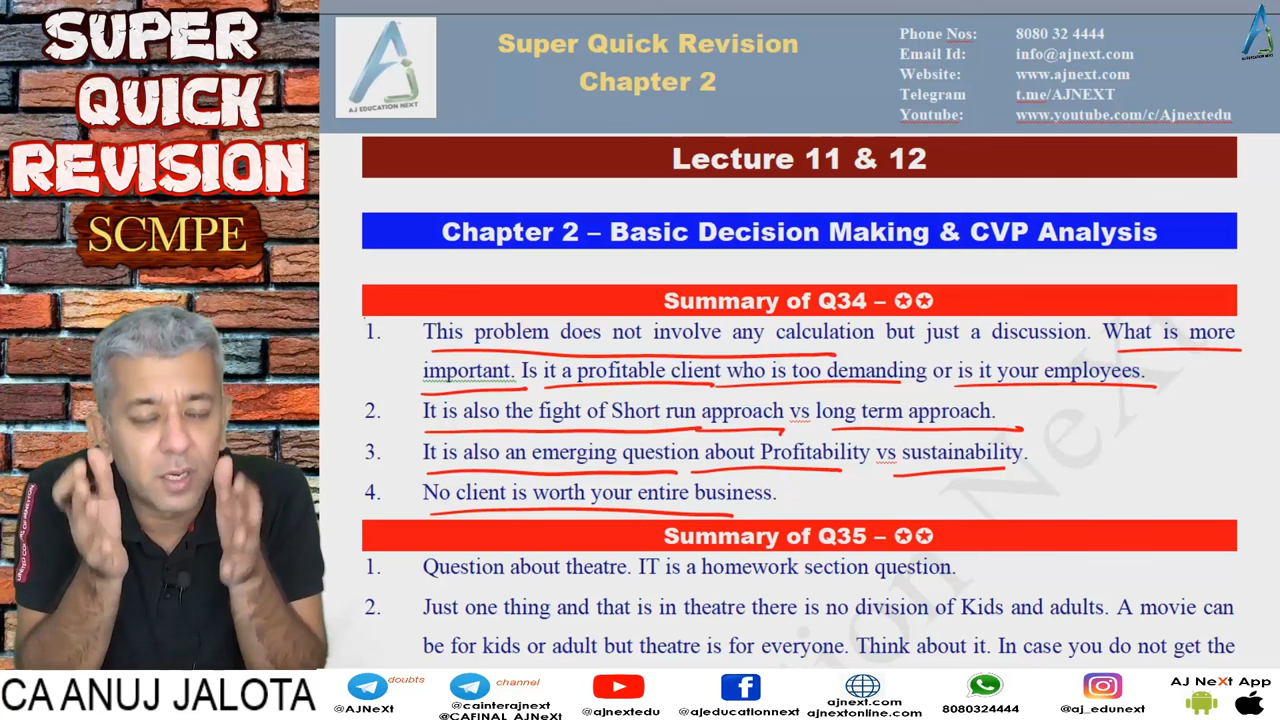 SUPER
QUICK
REVISION
SCMPE
AJ EDUCATION NEXT
Super Quick Revision
Chapter 2
Phone Nos: 8080 32 4444
Email Id: info@ajnext.com
Website: www.ajnext.com
Telegram t.me/AJNEXT
Youtube: www.youtube.com/c/Ajnextedu
Lecture 11 & 12
Chapter 2 – Basic Decision Making & CVP Analysis
Summary of Q34 – ✪✪
1. This problem does not involve any calculation but just a discussion. What is more
important. Is it a profitable client who is too demanding or is it your employees.
2. It is also the fight of Short run approach vs long term approach.
3. It is also an emerging question about Profitability vs sustainability.
4. No client is worth your entire business.
Summary of Q35 – ✪✪
1. Question about theatre. IT is a homework section question.
2. Just one thing and that is in theatre there is no division of Kids and adults. A movie can
be for kids or adult but theatre is for everyone. Think about it. In case you do not get the
CA ANUJ JALOTA
doubts
@AJNeXt
channel
@cainterajnext
@CAFINAL_AJNeXt
@ajnextedu
@ajeducationnext
ajnext.com
ajnextonline.com
8080324444
@aj_edunext
AJ NeXt App